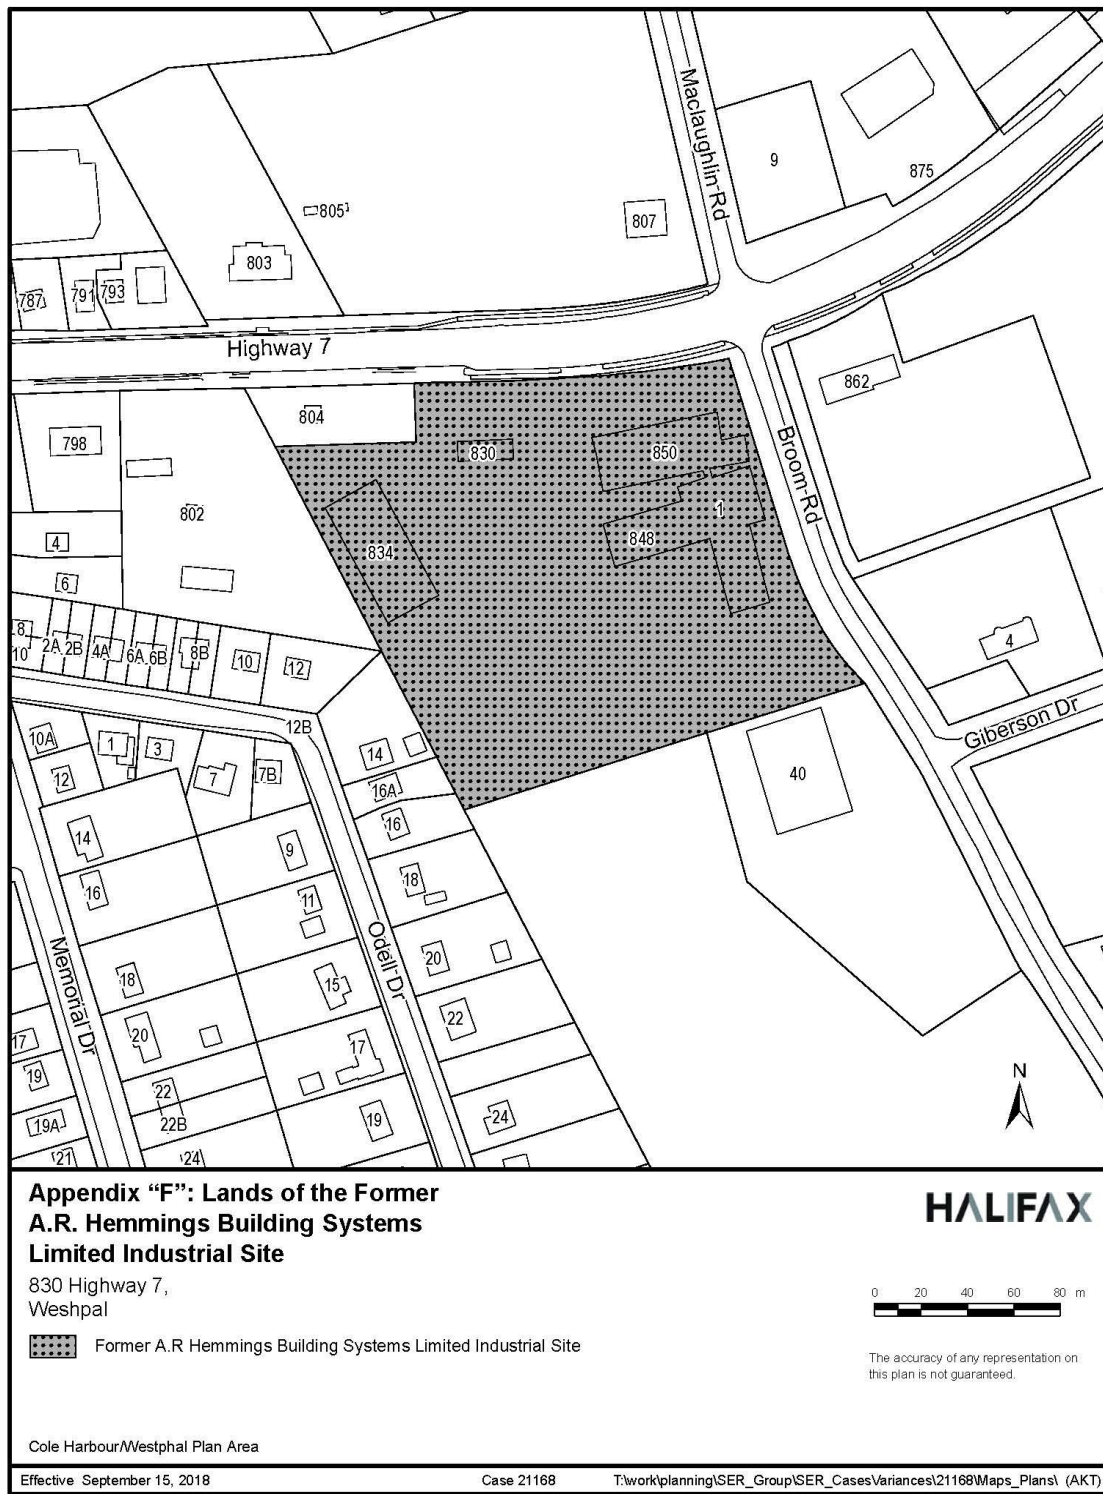 Maclaughlin Rd
9
875
805
807
803
787
791
793
Highway 7
804
862
798
830
850
Broom Rd
802
1
834
848
4
6
8
10
2A
2B
4A
6A
6B
8B
10
12
4
12B
Giberson Dr
10A
1
3
14
12
7
7B
16A
40
14
16
9
16
18
11
Odell Dr
Memorial Dr
20
18
15
22
20
17
17
19
22
24
19A
22B
19
21
24
N
Appendix “F”: Lands of the Former
A.R. Hemmings Building Systems
Limited Industrial Site
830 Highway 7,
Weshpal
Former A.R Hemmings Building Systems Limited Industrial Site
HALIFAX
0 20 40 60 80 m
The accuracy of any representation on
this plan is not guaranteed.
Cole Harbour/Westphal Plan Area
Effective September 15, 2018 Case 21168 T:\work\planning\SER_Group\SER_CasesVariances\21168\Maps_Plans\ (AKT)